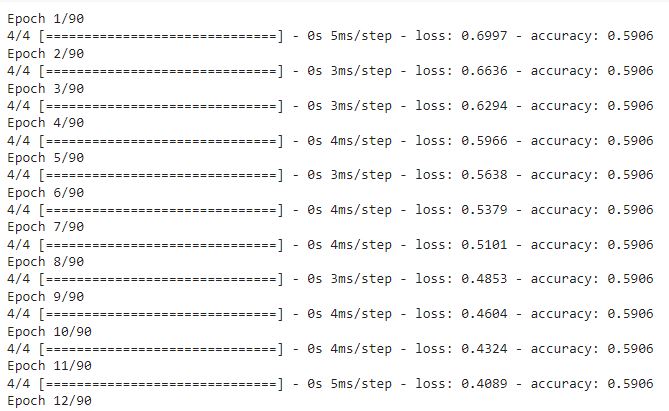 Epoch 1/90
4/4 [==============================] - 0s 5ms/step - loss: 0.6997 - accuracy: 0.5906
Epoch 2/90
4/4 [==============================] - 0s 3ms/step - loss: 0.6636 - accuracy: 0.5906
Epoch 3/90
4/4 [==============================] - 0s 3ms/step - loss: 0.6294 - accuracy: 0.5906
Epoch 4/90
4/4 [==============================] - 0s 4ms/step - loss: 0.5966 - accuracy: 0.5906
Epoch 5/90
4/4 [==============================] - 0s 3ms/step - loss: 0.5638 - accuracy: 0.5906
Epoch 6/90
4/4 [==============================] - 0s 4ms/step - loss: 0.5379 - accuracy: 0.5906
Epoch 7/90
4/4 [==============================] - 0s 4ms/step - loss: 0.5101 - accuracy: 0.5906
Epoch 8/90
4/4 [==============================] - 0s 3ms/step - loss: 0.4853 - accuracy: 0.5906
Epoch 9/90
4/4 [==============================] - 0s 4ms/step - loss: 0.4604 - accuracy: 0.5906
Epoch 10/90
4/4 [==============================] - 0s 4ms/step - loss: 0.4324 - accuracy: 0.5906
Epoch 11/90
4/4 [==============================] - 0s 5ms/step - loss: 0.4089 - accuracy: 0.5906
Epoch 12/90